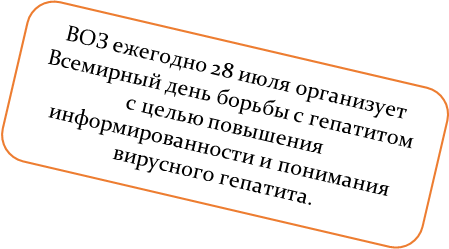 ВОЗ ежегодно 28 июля организует
Всемирный день борьбы с гепатитом
с целью повышения
информированности и понимания
вирусного гепатита.